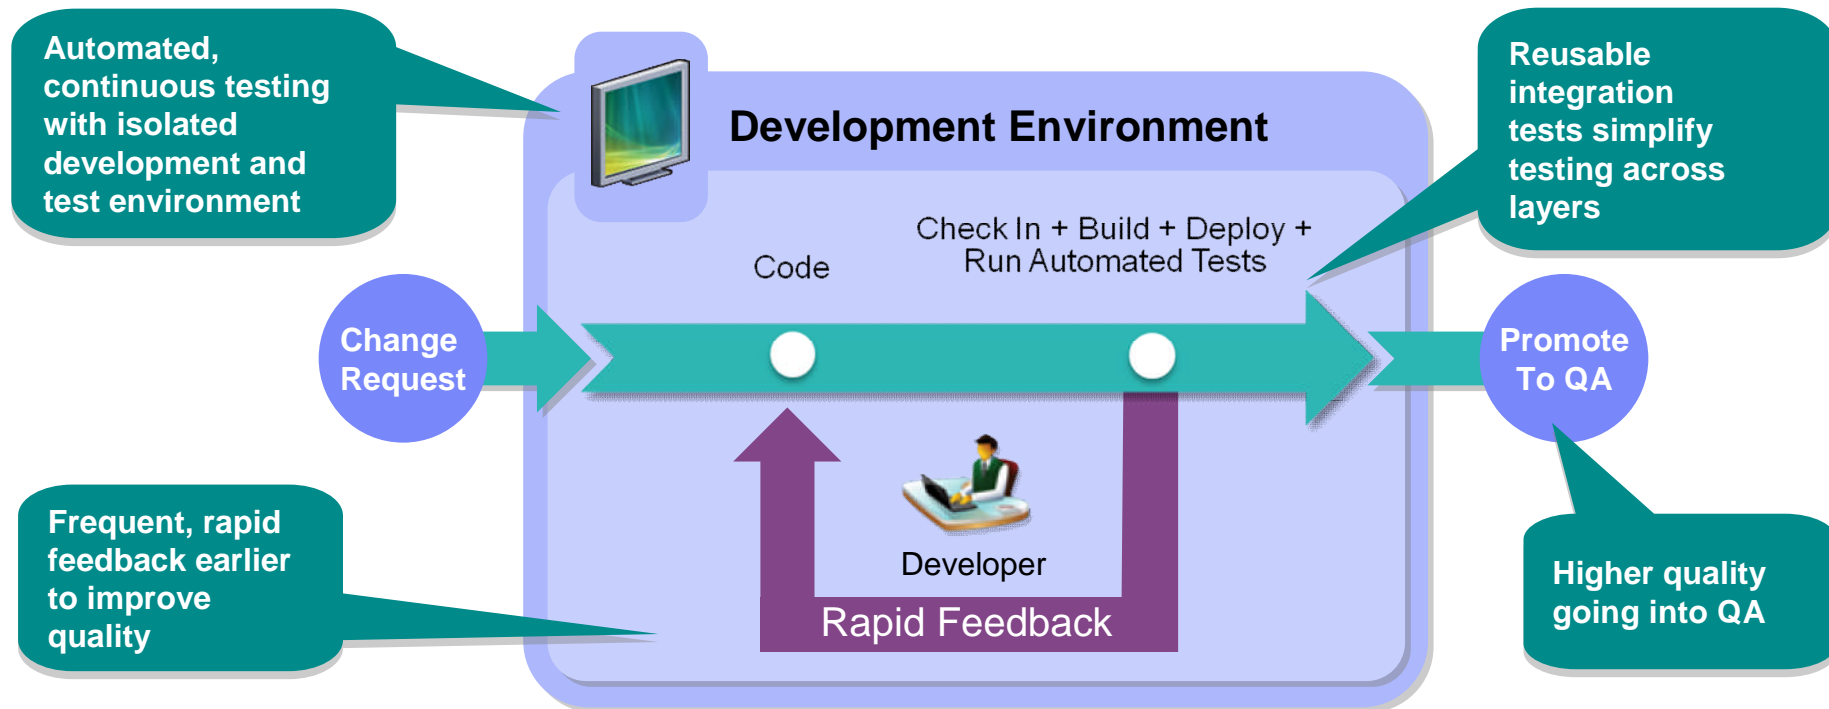 Automated,
continuous testing
with isolated
development and
test environment
Development Environment
Reusable
integration
tests simplify
testing across
layers
Code
Check In + Build + Deploy +
Run Automated Tests
Change
Request
Promote
To QA
Developer
Rapid Feedback
Frequent, rapid
feedback earlier
to improve
quality
Higher quality
going into QA